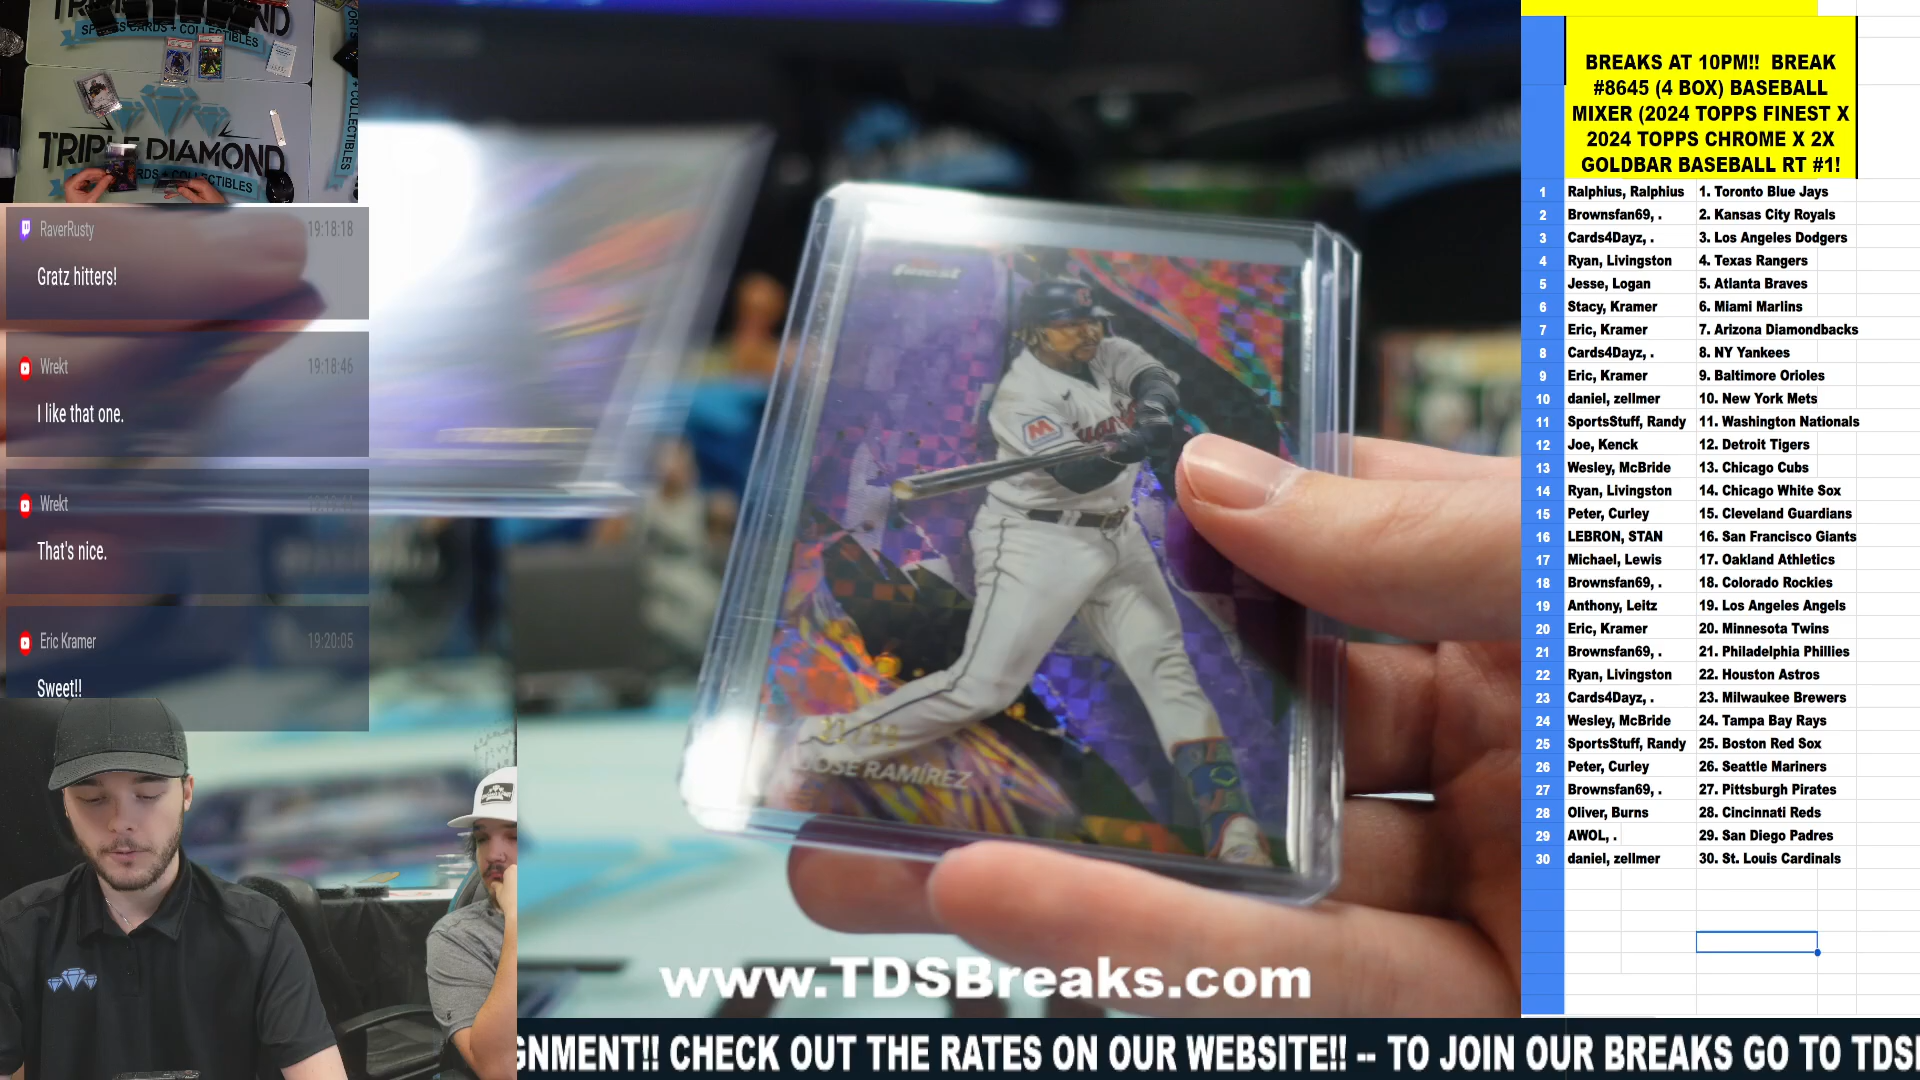 TRIPLE DIAMOND
SPORTS CARDS + COLLECTIBLES
TRIPLE DIAMOND
CARDS + COLLECTIBLES
+ COLLECTIBLES
RaverRusty 19:18:18
Gratz hitters!
Wrekt 19:18:46
I like that one.
Wrekt
That's nice.
Eric Kramer 19:20:05
Sweet!!
finest
JOSE RAMÍREZ
www.TDSBreaks.com
GNMENT!! CHECK OUT THE RATES ON OUR WEBSITE!! -- TO JOIN OUR BREAKS GO TO TDS
BREAKS AT 10PM!! BREAK
#8645 (4 BOX) BASEBALL
MIXER (2024 TOPPS FINEST X
2024 TOPPS CHROME X 2X
GOLDBAR BASEBALL RT #1!
1 Ralphius, Ralphius 1. Toronto Blue Jays
2 Brownsfan69, . 2. Kansas City Royals
3 Cards4Dayz, . 3. Los Angeles Dodgers
4 Ryan, Livingston 4. Texas Rangers
5 Jesse, Logan 5. Atlanta Braves
6 Stacy, Kramer 6. Miami Marlins
7 Eric, Kramer 7. Arizona Diamondbacks
8 Cards4Dayz, . 8. NY Yankees
9 Eric, Kramer 9. Baltimore Orioles
10 daniel, zellmer 10. New York Mets
11 SportsStuff, Randy 11. Washington Nationals
12 Joe, Kenck 12. Detroit Tigers
13 Wesley, McBride 13. Chicago Cubs
14 Ryan, Livingston 14. Chicago White Sox
15 Peter, Curley 15. Cleveland Guardians
16 LEBRON, STAN 16. San Francisco Giants
17 Michael, Lewis 17. Oakland Athletics
18 Brownsfan69, . 18. Colorado Rockies
19 Anthony, Leitz 19. Los Angeles Angels
20 Eric, Kramer 20. Minnesota Twins
21 Brownsfan69, . 21. Philadelphia Phillies
22 Ryan, Livingston 22. Houston Astros
23 Cards4Dayz, . 23. Milwaukee Brewers
24 Wesley, McBride 24. Tampa Bay Rays
25 SportsStuff, Randy 25. Boston Red Sox
26 Peter, Curley 26. Seattle Mariners
27 Brownsfan69, . 27. Pittsburgh Pirates
28 Oliver, Burns 28. Cincinnati Reds
29 AWOL, . 29. San Diego Padres
30 daniel, zellmer 30. St. Louis Cardinals